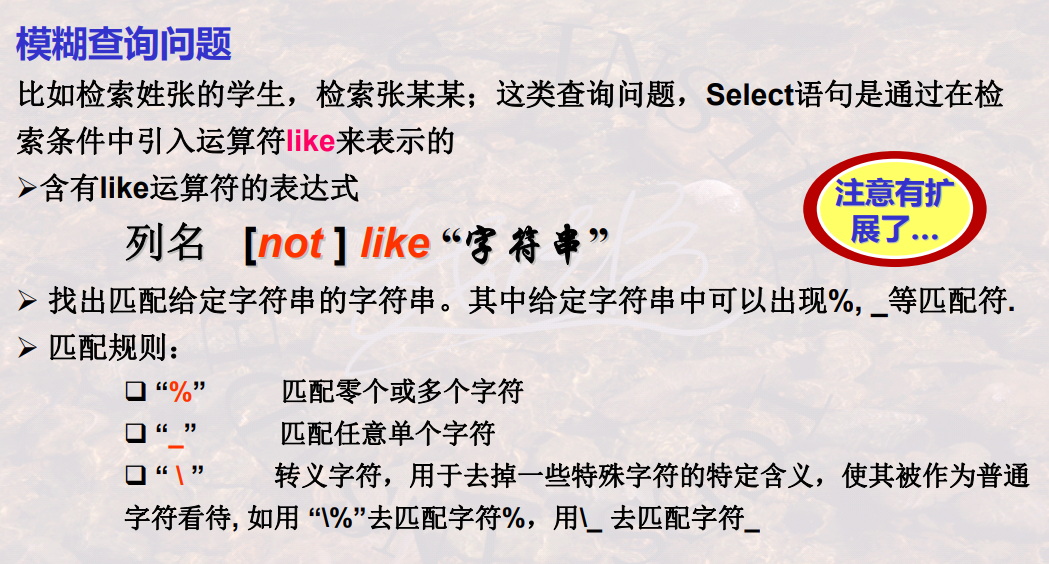 模糊查询问题
比如检索姓张的学生，检索张某某；这类查询问题，Select语句是通过在检
索条件中引入运算符like来表示的
➢含有like运算符的表达式
列名 [not ] like “字符串”
注意有扩
展了…
➢ 找出匹配给定字符串的字符串。其中给定字符串中可以出现%, _等匹配符.
➢ 匹配规则：
❑ “%” 匹配零个或多个字符
❑ “_” 匹配任意单个字符
❑ “ \ ” 转义字符，用于去掉一些特殊字符的特定含义，使其被作为普通
字符看待, 如用 “\%”去匹配字符%，用\_ 去匹配字符_